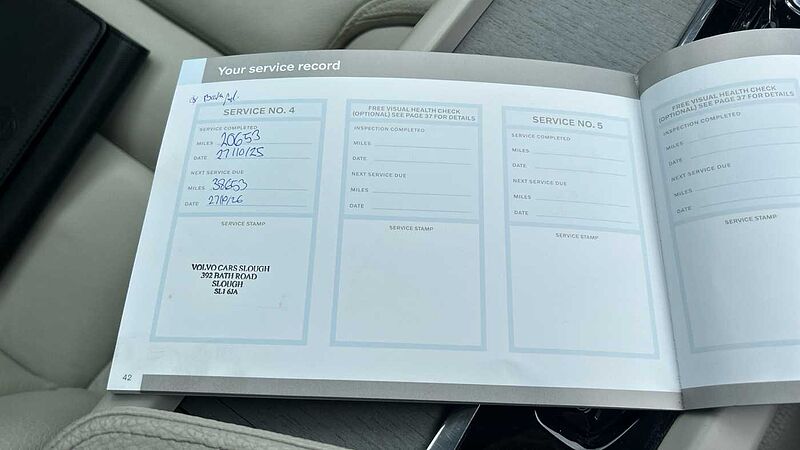 Your service record
SERVICE NO. 4
SERVICE COMPLETED
MILES 20653
DATE 27/10/25
NEXT SERVICE DUE
MILES 38653
DATE 27/10/26
SERVICE STAMP
VOLVO CARS SLOUGH
392 BATH ROAD
SLOUGH
SL1 6JA
FREE VISUAL HEALTH CHECK
(OPTIONAL) SEE PAGE 37 FOR DETAILS
INSPECTION COMPLETED
MILES
DATE
NEXT SERVICE DUE
MILES
DATE
SERVICE STAMP
SERVICE NO. 5
SERVICE COMPLETED
MILES
DATE
NEXT SERVICE DUE
MILES
DATE
SERVICE STAMP
FREE VISUAL HEALTH CHECK
(OPTIONAL) SEE PAGE 37 FOR DETAILS
INSPECTION COMPLETED
MILES
DATE
NEXT SERVICE DUE
MILES
DATE
SERVICE STAMP
42